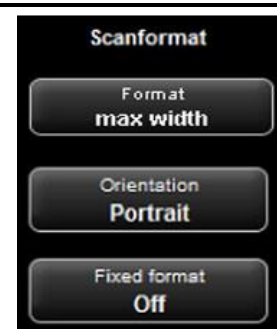 Scanformat
Format
max width
Orientation
Portrait
Fixed format
Off